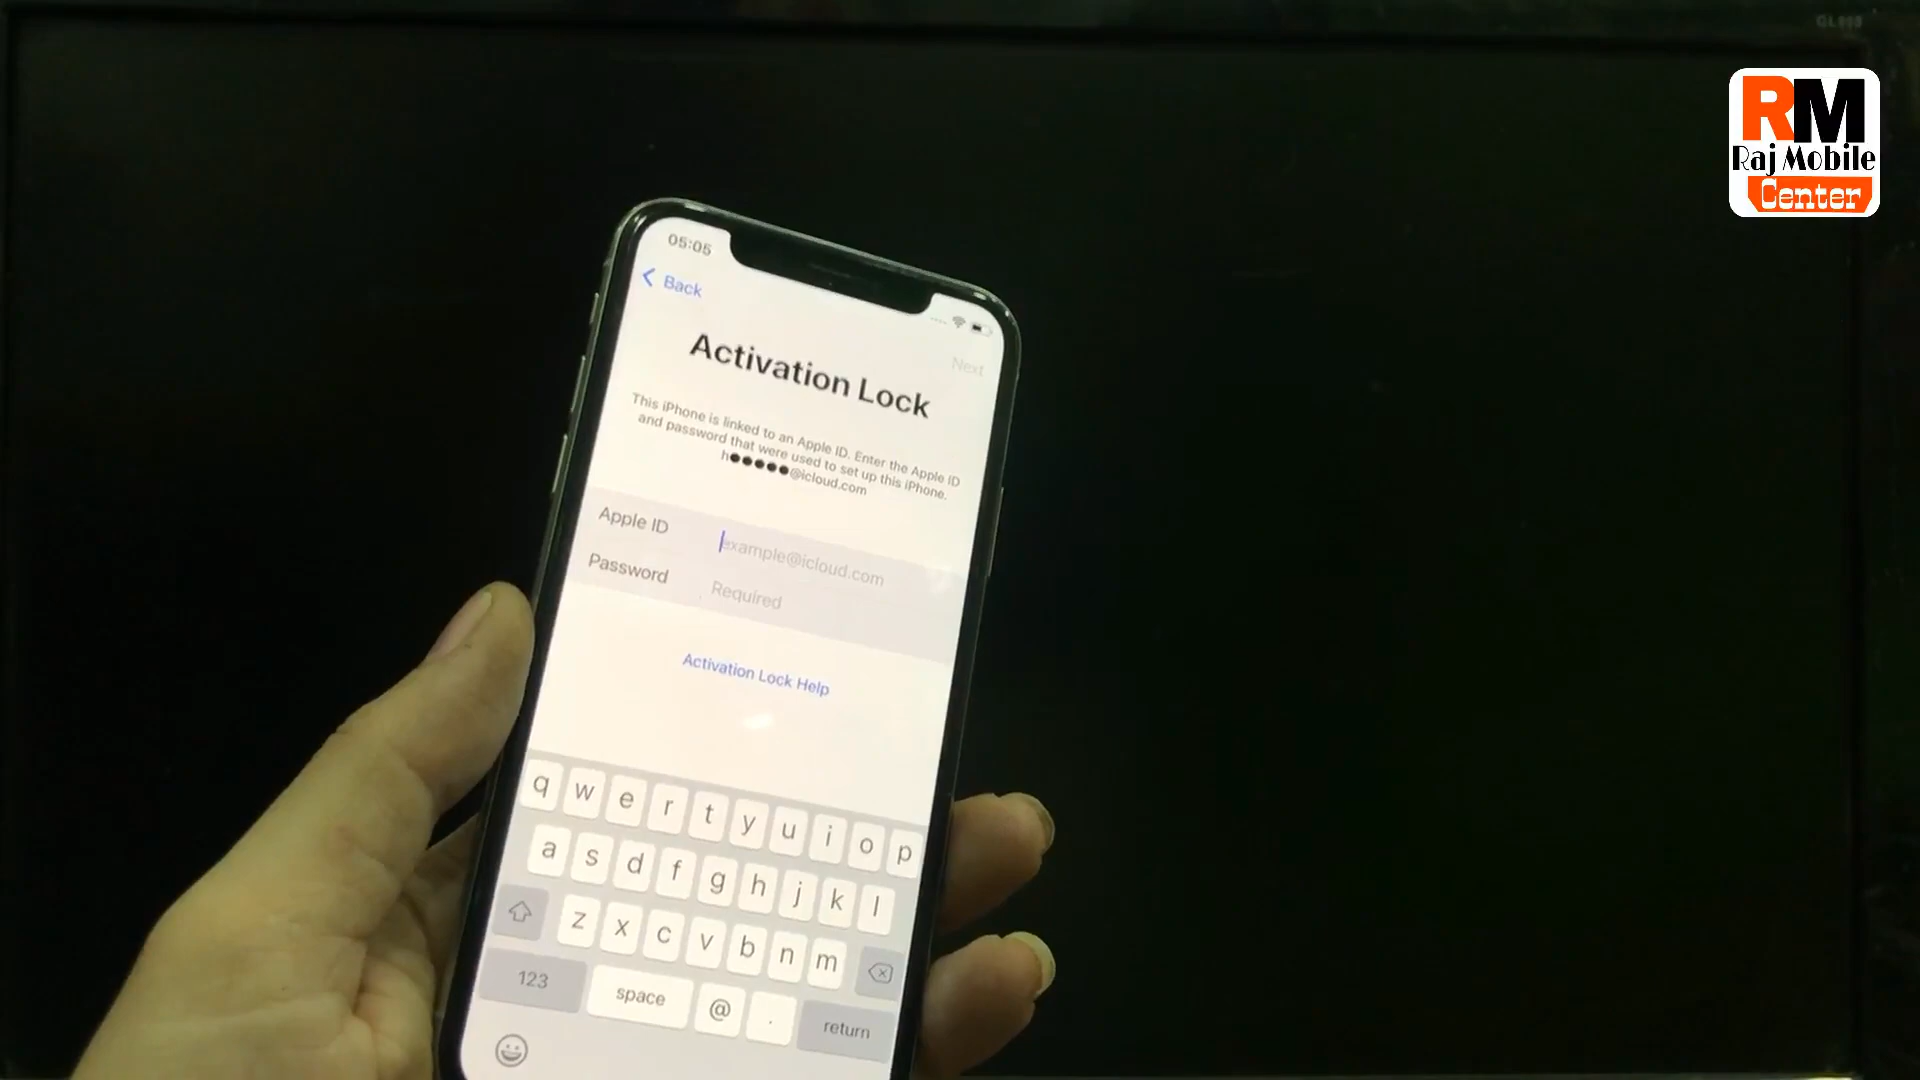 RM
Raj Mobile
Center
05:05
Back
Next
Activation Lock
This iPhone is linked to an Apple ID. Enter the Apple ID
and password that were used to set up this iPhone.
h●●●●●@icloud.com
Apple ID
example@icloud.com
Password
Required
Activation Lock Help
q w e r t y u i o p
a s d f g h j k l
z x c v b n m
123
space
@
.
return